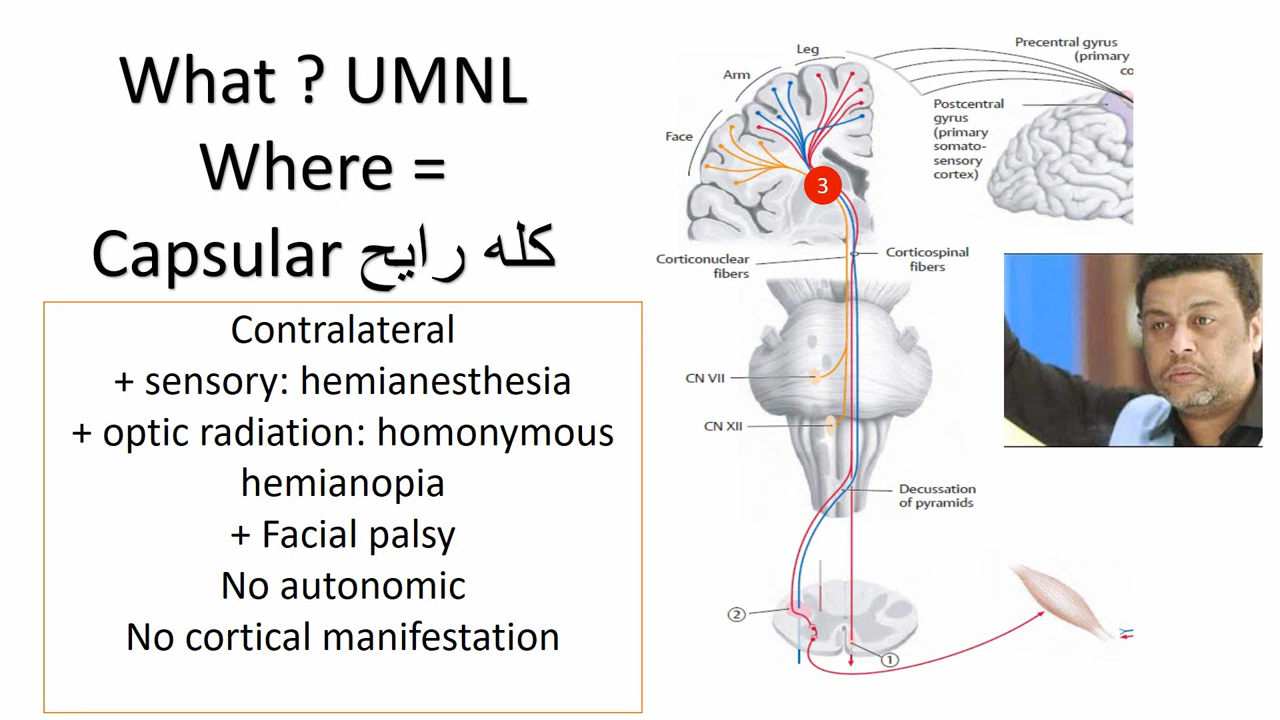 What ? UMNL
Where =
Capsular كله رايح
Contralateral
+ sensory: hemianesthesia
+ optic radiation: homonymous
hemianopia
+ Facial palsy
No autonomic
No cortical manifestation
Leg
Arm
Face
3
Precentral gyrus
(primary
co
Postcentral
gyrus
(primary
somato-
sensory
cortex)
Corticonuclear
fibers
Corticospinal
fibers
CN VII
CN XII
Decussation
of pyramids
2
1